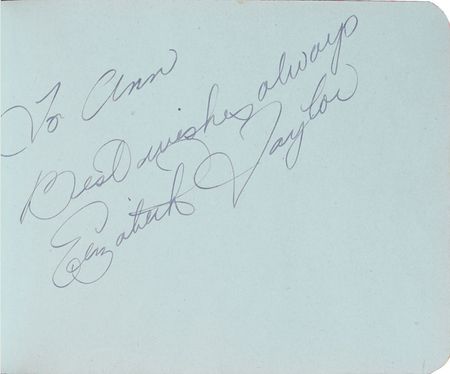 To Ann
Best wishes always
Elizabeth Taylor